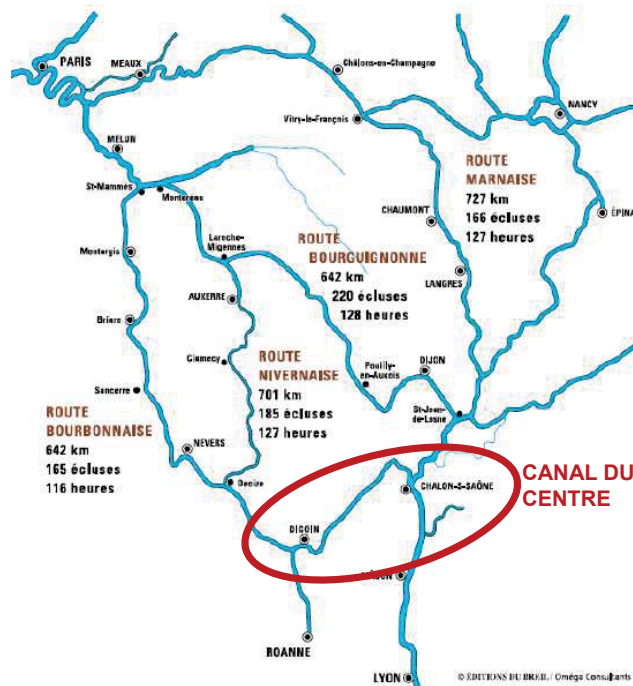 PARIS
MEAUX
Châlons-en-Champagne
Vitry-le-François
NANCY
MELUN
St-Mammès
Montereau
ROUTE
MARNAISE
727 km
166 écluses
127 heures
ÉPINA
CHAUMONT
Laroche-
Migennes
ROUTE
BOURGUIGNONNE
642 km
220 écluses
128 heures
Montargis
LANGRES
AUXERRE
Briare
Clamecy
ROUTE
NIVERNAISE
701 km
185 écluses
127 heures
Pouilly-
en-Auxois
DIJON
Sancerre
St-Jean-
de-Losne
ROUTE
BOURBONNAISE
642 km
165 écluses
116 heures
NEVERS
Decize
CHALON-S-SAÔNE
CANAL DU
CENTRE
DIGOIN
ROANNE
LYON
© ÉDITIONS DU BREIL / Oméga Consultants